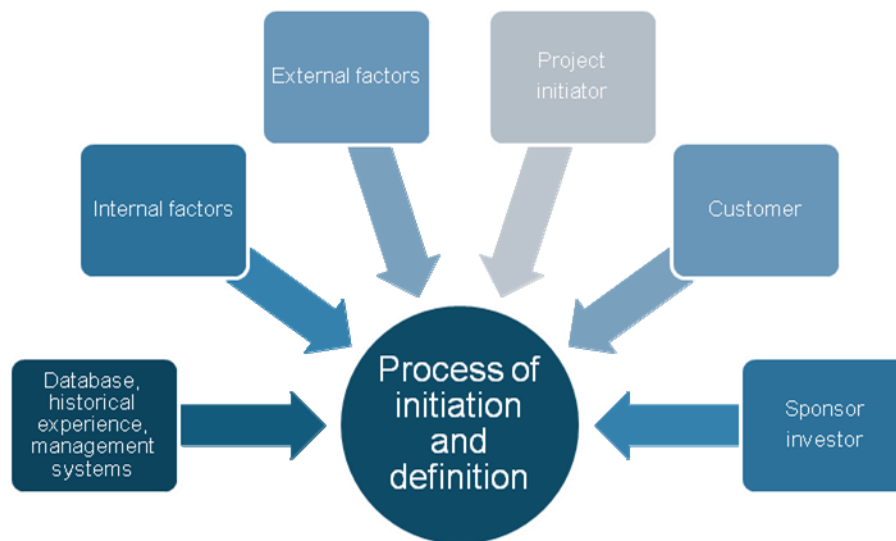 External factors
Project
initiator
Internal factors
Customer
Process of
initiation
and
definition
Database,
historical
experience,
management
systems
Sponsor
investor